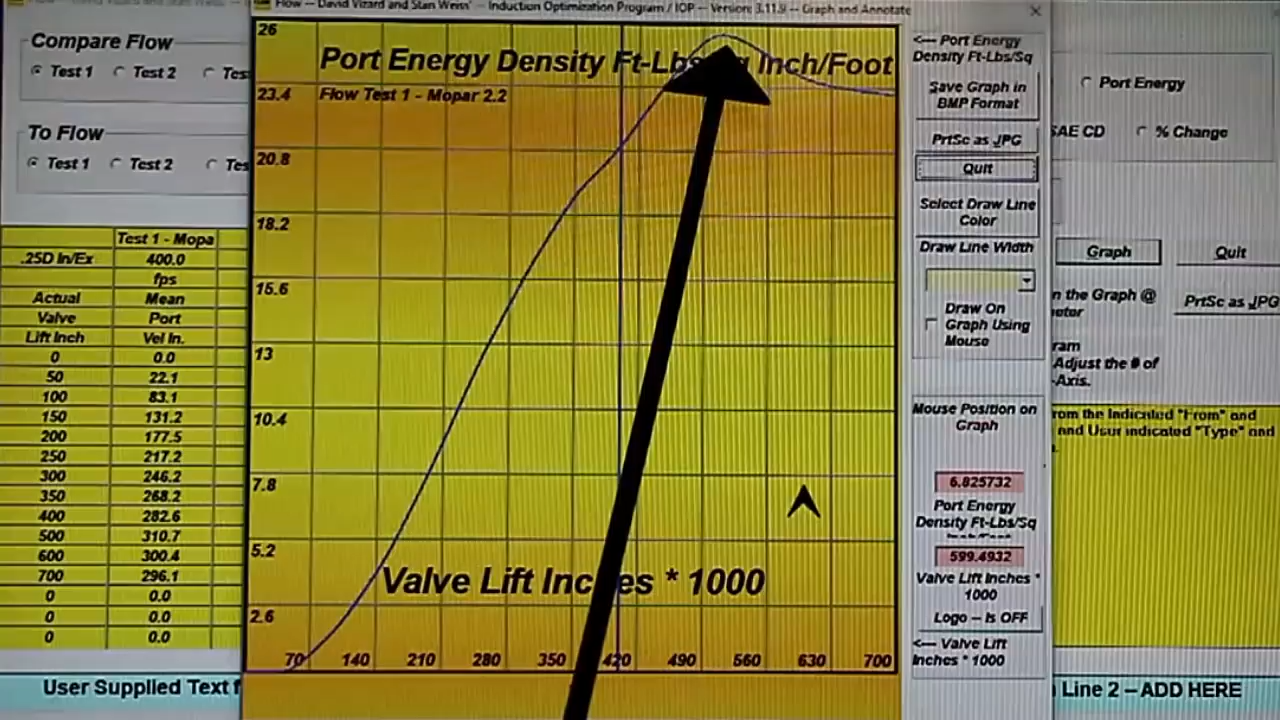 Flow -- David Vizard and Stan Weiss' - Induction Optimization Program / IOP -- Version: 3.11.9 -- Graph and Annotate
Compare Flow
Test 1 Test 2 Tes
To Flow
Test 1 Test 2 Tes
Test 1 - Mopa
.25D In/Ex 400.0
fps
Actual Mean
Valve Port
Lift Inch Vel In.
0 0.0
50 22.1
100 83.1
150 131.2
200 177.5
250 217.2
300 246.2
350 268.2
400 282.6
500 310.7
600 300.4
700 296.1
0 0.0
0 0.0
0 0.0
User Supplied Text f
Port Energy Density Ft-Lbs Inch/Foot
Flow Test 1 - Mopar 2.2
26
23.4
20.8
18.2
15.6
13
10.4
7.8
5.2
2.6
Valve Lift Inches * 1000
70 140 210 280 350 420 490 560 630 700
<--- Port Energy
Density Ft-Lbs/Sq
Save Graph in
BMP Format
PrtSc as JPG
Quit
Select Draw Line
Color
Draw Line Width
Draw On
Graph Using
Mouse
Mouse Position on
Graph
6.825732
Port Energy
Density Ft-Lbs/Sq
599.4932
Valve Lift Inches *
1000
Logo -- Is OFF
<--- Valve Lift
Inches * 1000
Port Energy
SAE CD % Change
Graph Quit
n the Graph @
PrtSc as JPG
ram
Adjust the # of
-Axis.
rom the Indicated "From" and
and User indicated "Type" and
Line 2 -- ADD HERE